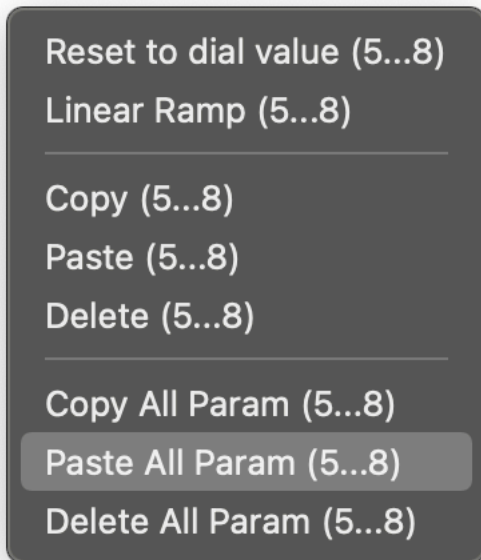 Reset to dial value (5...8)
Linear Ramp (5...8)
Copy (5...8)
Paste (5...8)
Delete (5...8)
Copy All Param (5...8)
Paste All Param (5...8)
Delete All Param (5...8)